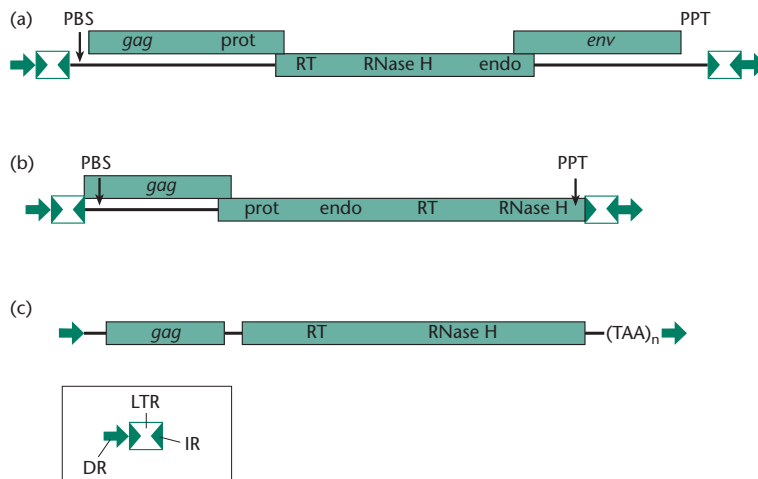 (a)
PBS
PPT
gag prot
env
RT RNase H endo
(b)
PBS
PPT
gag
prot endo RT RNase H
(c)
gag RT RNase H (TAA)n
LTR
IR
DR